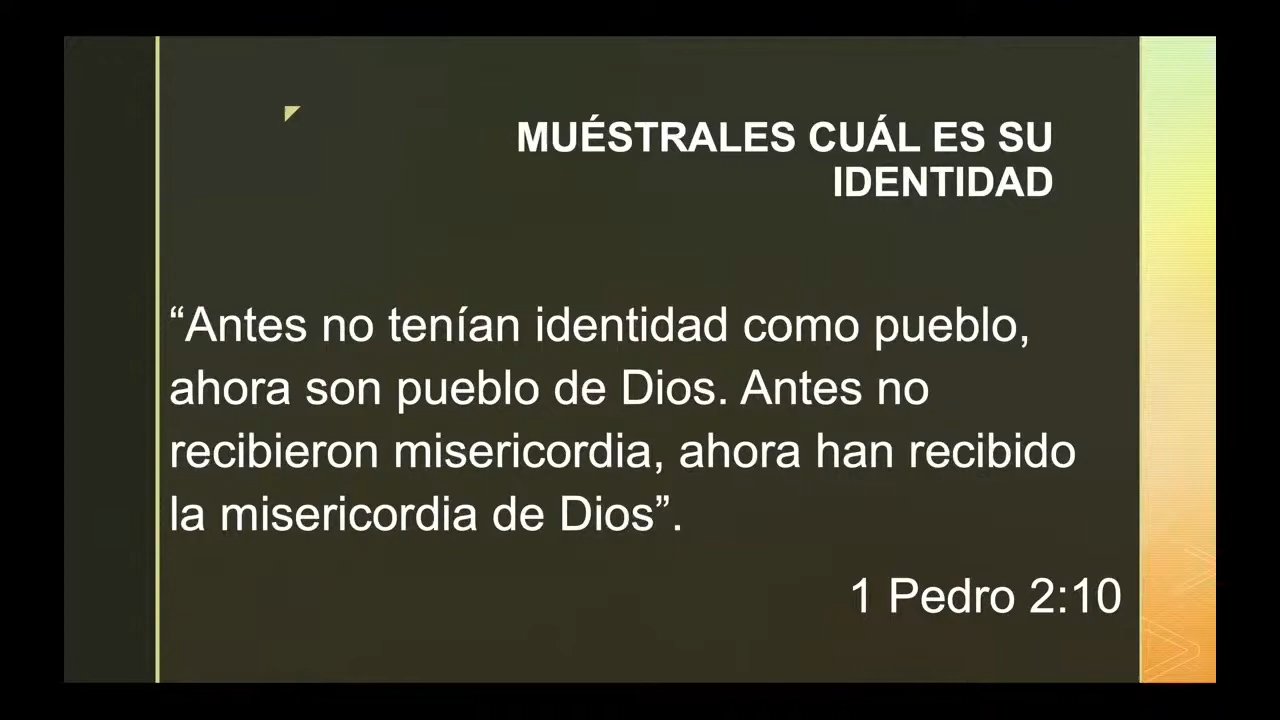 MUÉSTRALES CUÁL ES SU
IDENTIDAD
“Antes no tenían identidad como pueblo,
ahora son pueblo de Dios. Antes no
recibieron misericordia, ahora han recibido
la misericordia de Dios”.
1 Pedro 2:10